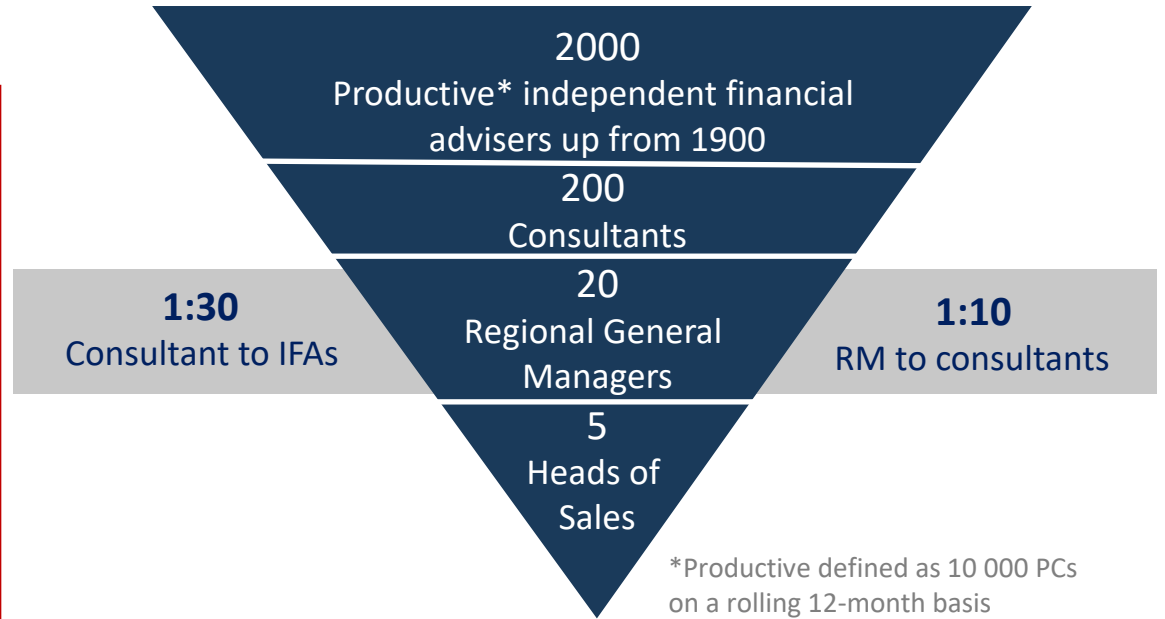 2000
Productive* independent financial
advisers up from 1900
200
Consultants
1:30
Consultant to IFAs
20
Regional General
Managers
1:10
RM to consultants
5
Heads of
Sales
*Productive defined as 10 000 PCs
on a rolling 12-month basis